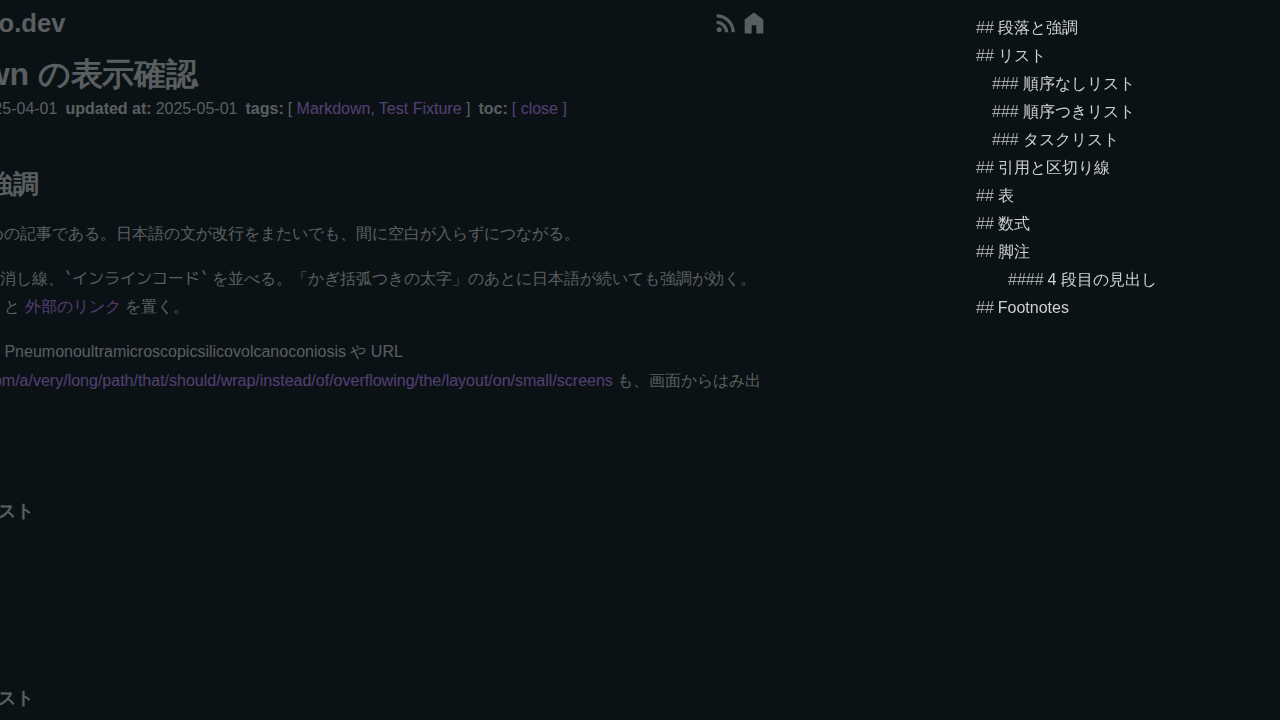 o.dev
wn の表示確認
25-04-01 updated at: 2025-05-01 tags: [ Markdown, Test Fixture ] toc: [ close ]
強調
の記事である。日本語の文が改行をまたいでも、間に空白が入らずにつながる。
消し線、`インラインコード` を並べる。「かぎ括弧つきの太字」のあとに日本語が続いても強調が効く。
と 外部のリンク を置く。
Pneumonoultramicroscopicsilicovolcanoconiosis や URL
om/a/very/long/path/that/should/wrap/instead/of/overflowing/the/layout/on/small/screens も、画面からはみ出
スト
スト
## 段落と強調
## リスト
### 順序なしリスト
### 順序つきリスト
### タスクリスト
## 引用と区切り線
## 表
## 数式
## 脚注
#### 4 段目の見出し
## Footnotes